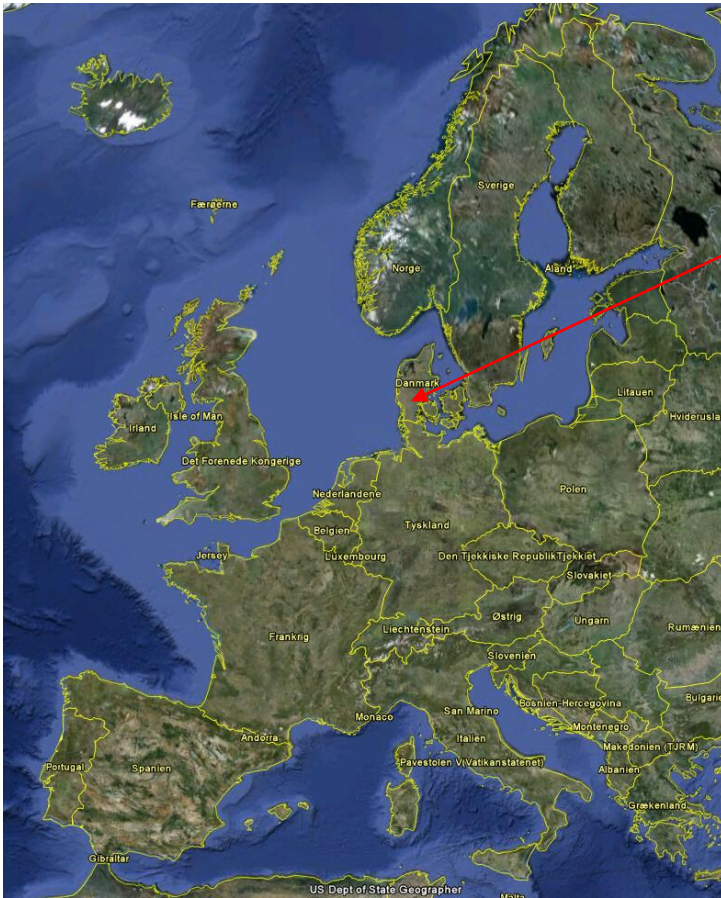 Sverige
Færøerne
Norge
Åland
Danmark
Litauen
Isle of Man
Irland
Hviderusla
Det Forenede Kongerige
Nederlandene
Polen
Tyskland
Belgien
Jersey
Luxembourg
Den Tjekkiske RepublikTjekkiet
Slovakiet
Østrig
Ungarn
Liechtenstein
Rumænien
Frankrig
Slovenien
Bulgarie
Bosnien-Hercegovina
San Marino
Monaco
Montenegro
Andorra
Italien
Makedonien (TJRM)
Portugal
Spanien
Pavestolen V(Vatikanstatenet)
Albanien
Grækenland
Gibraltar
US Dept of State Geographer
Malta